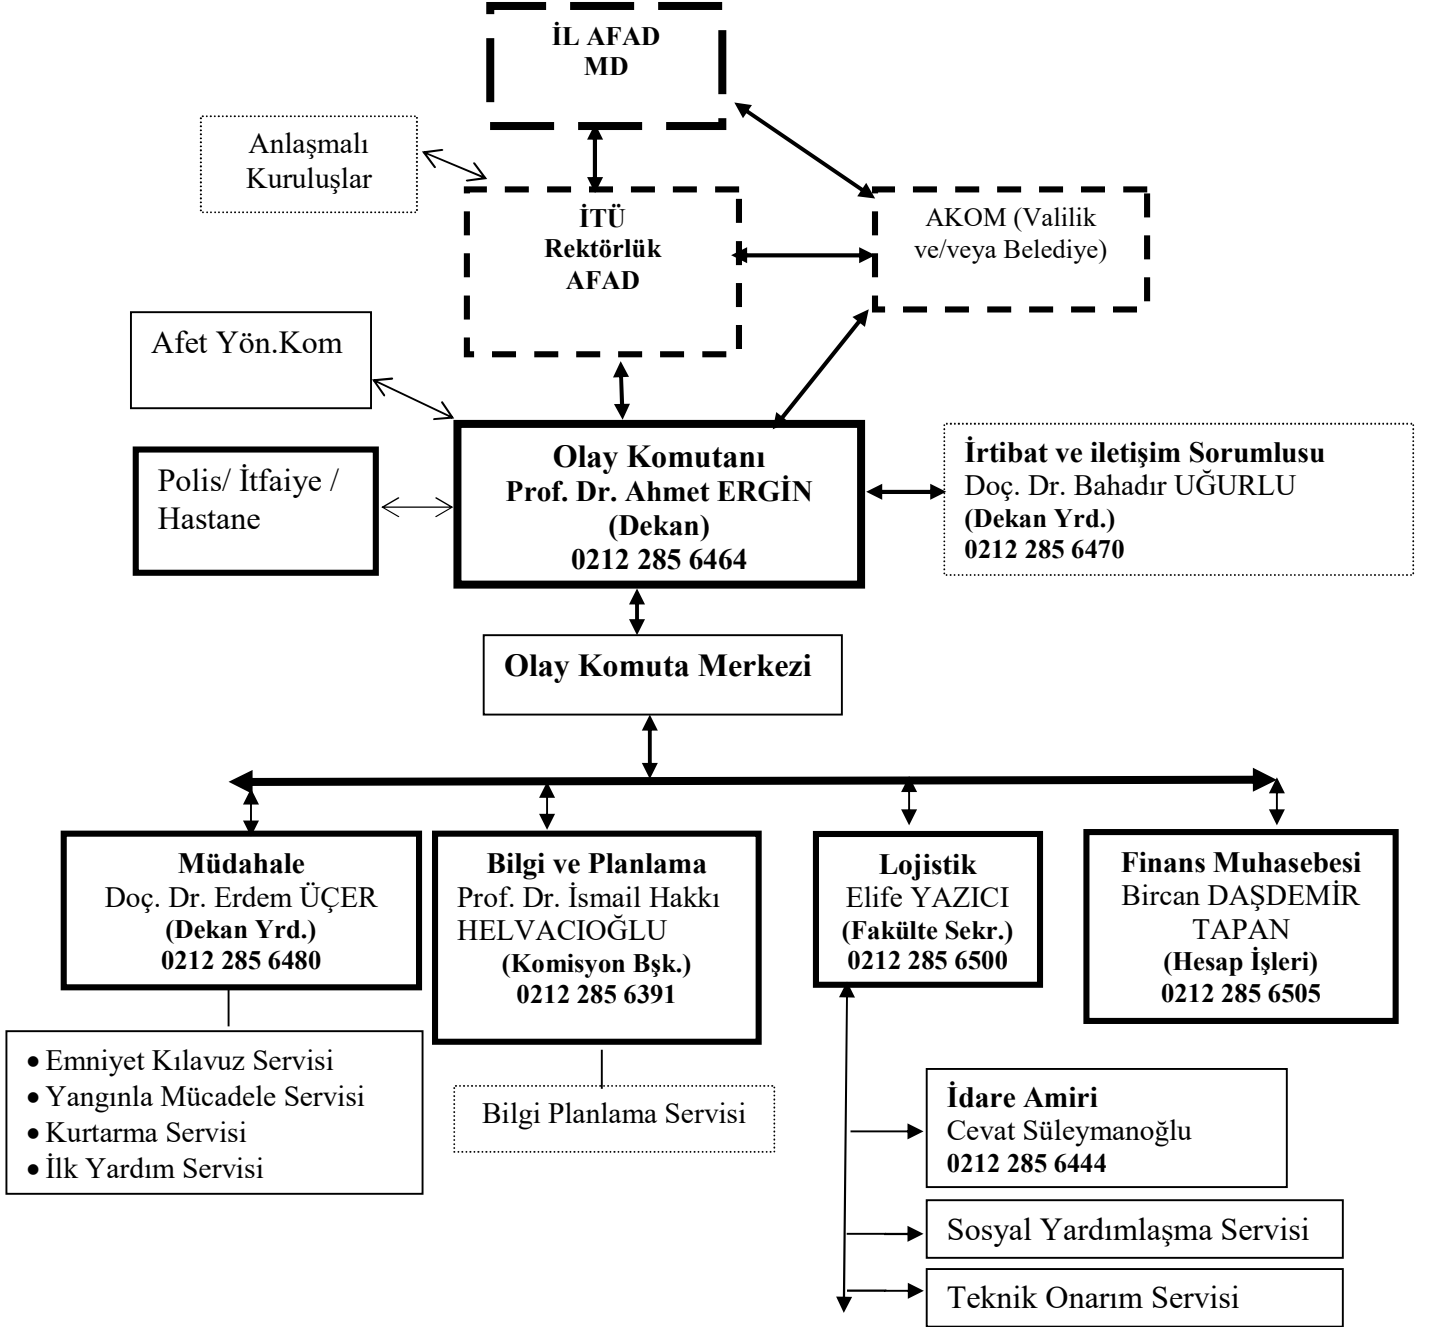 İL AFAD
MD
Anlaşmalı
Kuruluşlar
İTÜ
Rektörlük
AFAD
AKOM (Valilik
ve/veya Belediye)
Afet Yön.Kom
Olay Komutanı
Prof. Dr. Ahmet ERGİN
(Dekan)
0212 285 6464
Polis/ İtfaiye /
Hastane
İrtibat ve iletişim Sorumlusu
Doç. Dr. Bahadır UĞURLU
(Dekan Yrd.)
0212 285 6470
Olay Komuta Merkezi
Müdahale
Doç. Dr. Erdem ÜÇER
(Dekan Yrd.)
0212 285 6480
Bilgi ve Planlama
Prof. Dr. İsmail Hakkı
HELVACIOĞLU
(Komisyon Bşk.)
0212 285 6391
Lojistik
Elife YAZICI
(Fakülte Sekr.)
0212 285 6500
Finans Muhasebesi
Bircan DAŞDEMİR
TAPAN
(Hesap İşleri)
0212 285 6505
• Emniyet Kılavuz Servisi
• Yangınla Mücadele Servisi
• Kurtarma Servisi
• İlk Yardım Servisi
Bilgi Planlama Servisi
İdare Amiri
Cevat Süleymanoğlu
0212 285 6444
Sosyal Yardımlaşma Servisi
Teknik Onarım Servisi